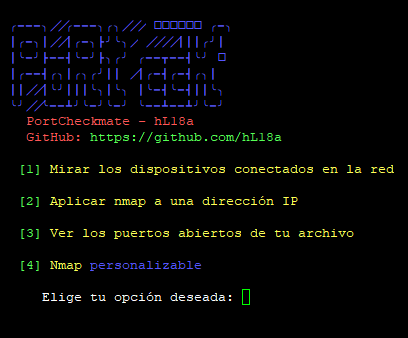 PortCheckmate - hL18a
GitHub: https://github.com/hL18a
[1] Mirar los dispositivos conectados en la red
[2] Aplicar nmap a una dirección IP
[3] Ver los puertos abiertos de tu archivo
[4] Nmap personalizable
Elige tu opción deseada: